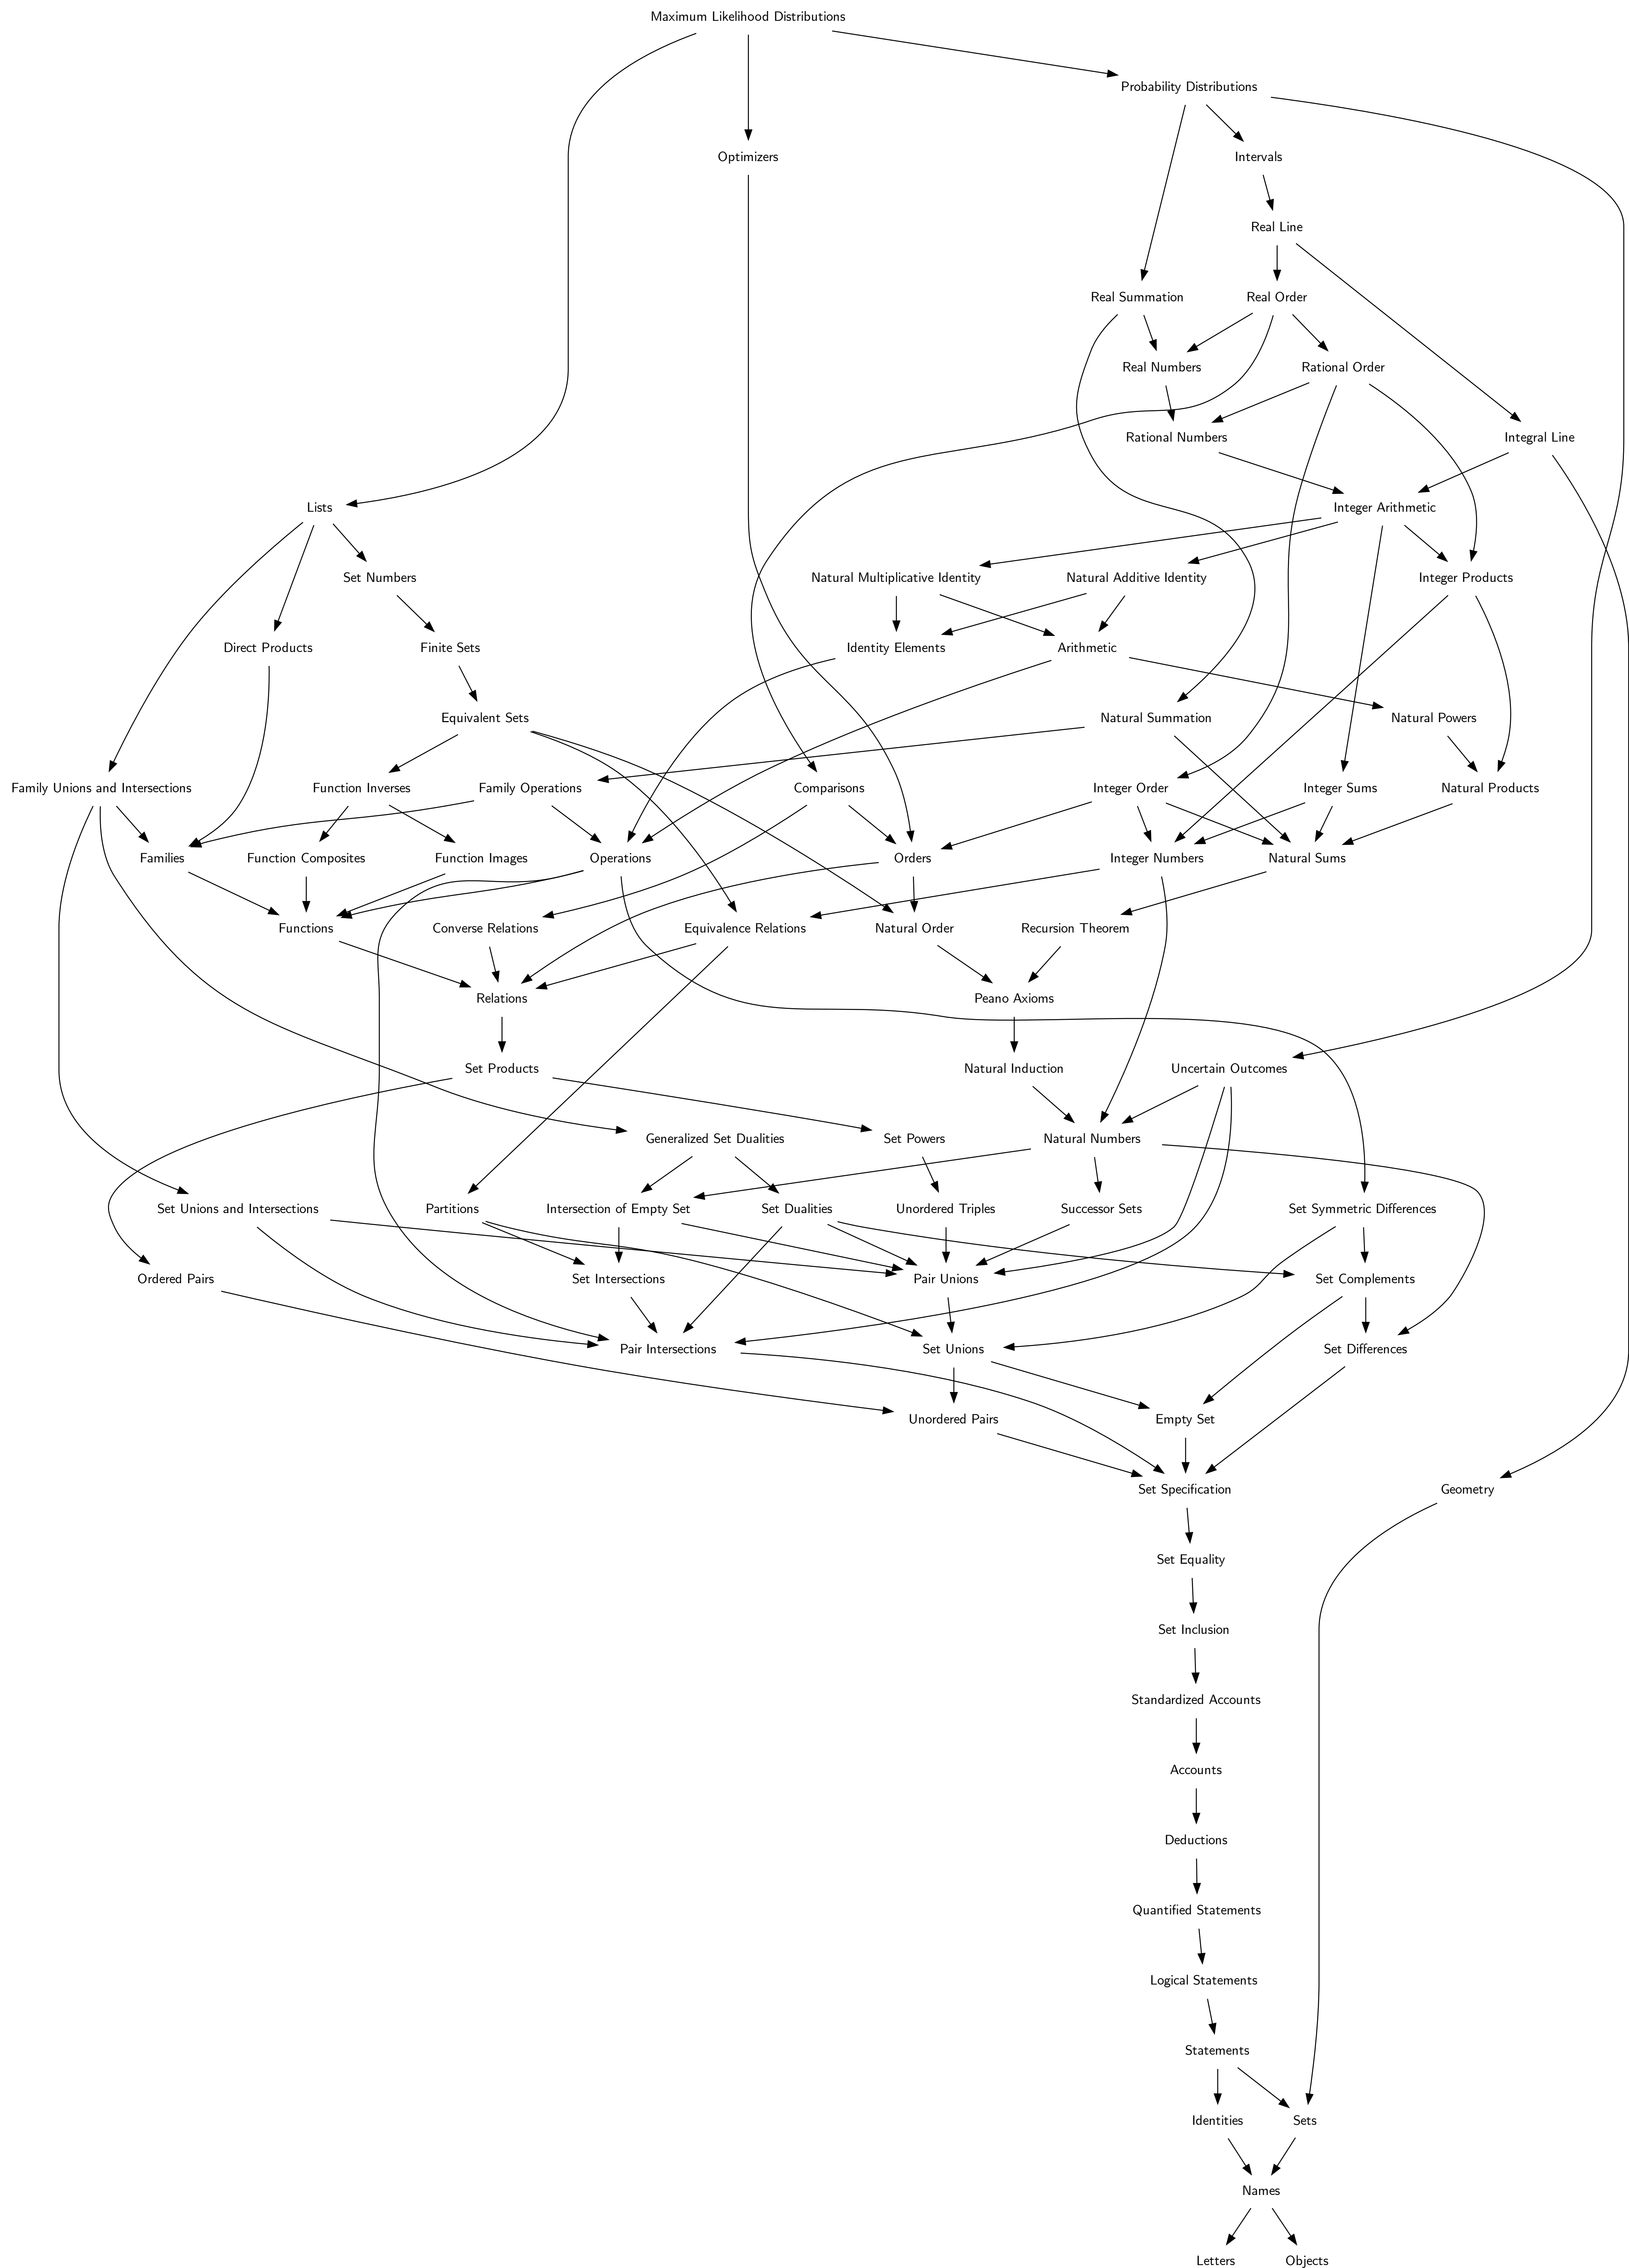 Maximum Likelihood Distributions
Probability Distributions
Optimizers
Intervals
Real Line
Real Summation
Real Order
Real Numbers
Rational Order
Rational Numbers
Integral Line
Lists
Integer Arithmetic
Set Numbers
Natural Multiplicative Identity
Natural Additive Identity
Integer Products
Direct Products
Finite Sets
Identity Elements
Arithmetic
Equivalent Sets
Natural Summation
Natural Powers
Family Unions and Intersections
Function Inverses
Family Operations
Comparisons
Integer Order
Integer Sums
Natural Products
Families
Function Composites
Function Images
Operations
Orders
Integer Numbers
Natural Sums
Functions
Converse Relations
Equivalence Relations
Natural Order
Recursion Theorem
Relations
Peano Axioms
Set Products
Natural Induction
Uncertain Outcomes
Generalized Set Dualities
Set Powers
Natural Numbers
Set Unions and Intersections
Partitions
Intersection of Empty Set
Set Dualities
Unordered Triples
Successor Sets
Set Symmetric Differences
Ordered Pairs
Set Intersections
Pair Unions
Set Complements
Pair Intersections
Set Unions
Set Differences
Unordered Pairs
Empty Set
Set Specification
Geometry
Set Equality
Set Inclusion
Standardized Accounts
Accounts
Deductions
Quantified Statements
Logical Statements
Statements
Identities
Sets
Names
Letters
Objects